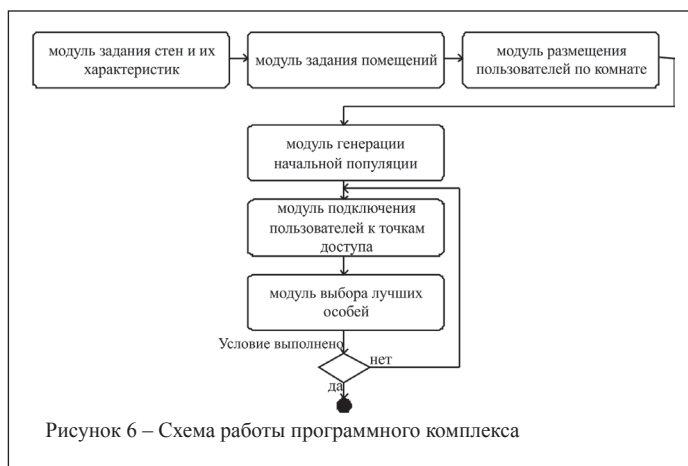 модуль задания стен и их
характеристик
модуль задания помещений
модуль размещения
пользователей по комнате
модуль генерации
начальной популяции
модуль подключения
пользователей к точкам
доступа
модуль выбора лучших
особей
Условие выполнено
нет
да
Рисунок 6 – Схема работы программного комплекса